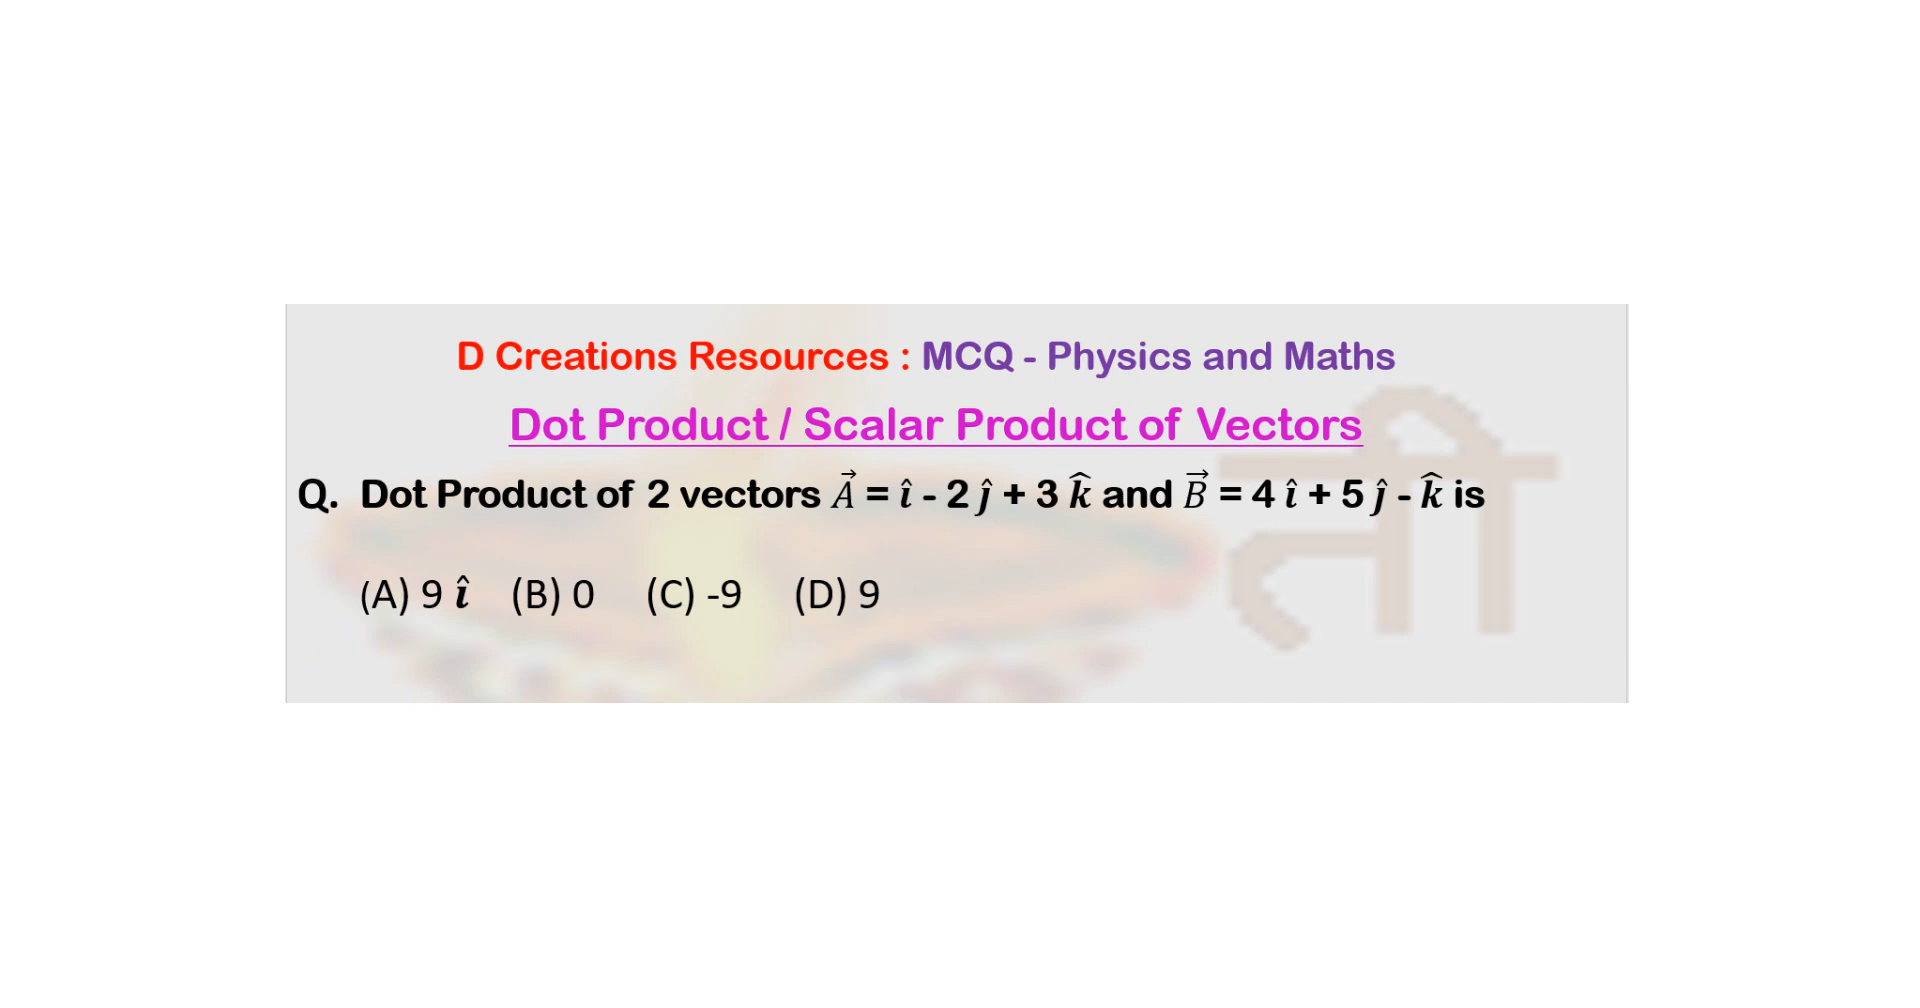 D Creations Resources : MCQ - Physics and Maths
Dot Product / Scalar Product of Vectors
Q. Dot Product of 2 vectors A⃗ = î - 2 ĵ + 3 k̂ and B⃗ = 4 î + 5 ĵ - k̂ is
(A) 9 î (B) 0 (C) -9 (D) 9
ती